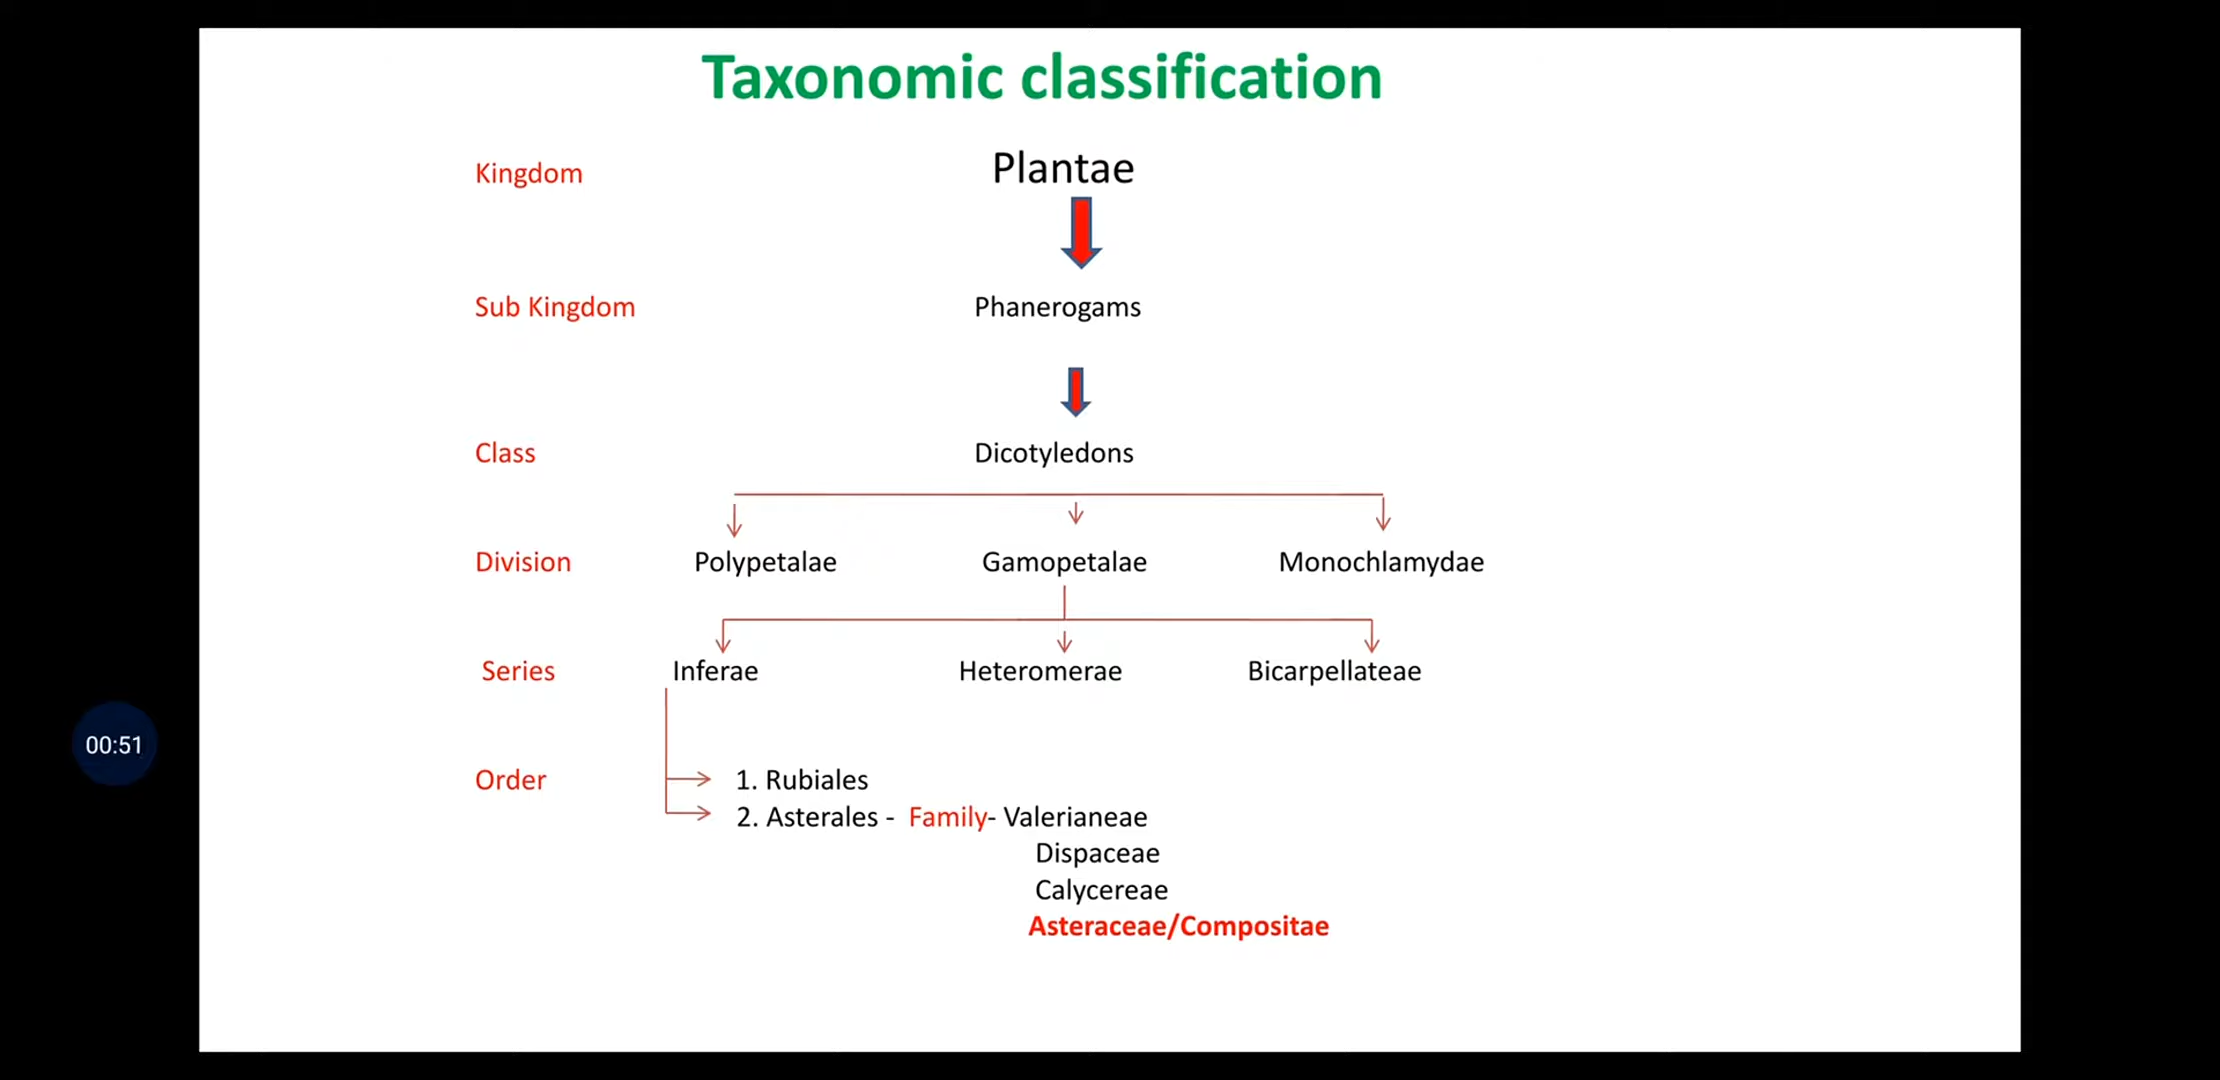 Taxonomic classification
Kingdom Plantae
Sub Kingdom Phanerogams
Class Dicotyledons
Division Polypetalae Gamopetalae Monochlamydae
Series Inferae Heteromerae Bicarpellateae
00:51
Order 1. Rubiales
2. Asterales - Family- Valerianeae
Dispaceae
Calycereae
Asteraceae/Compositae